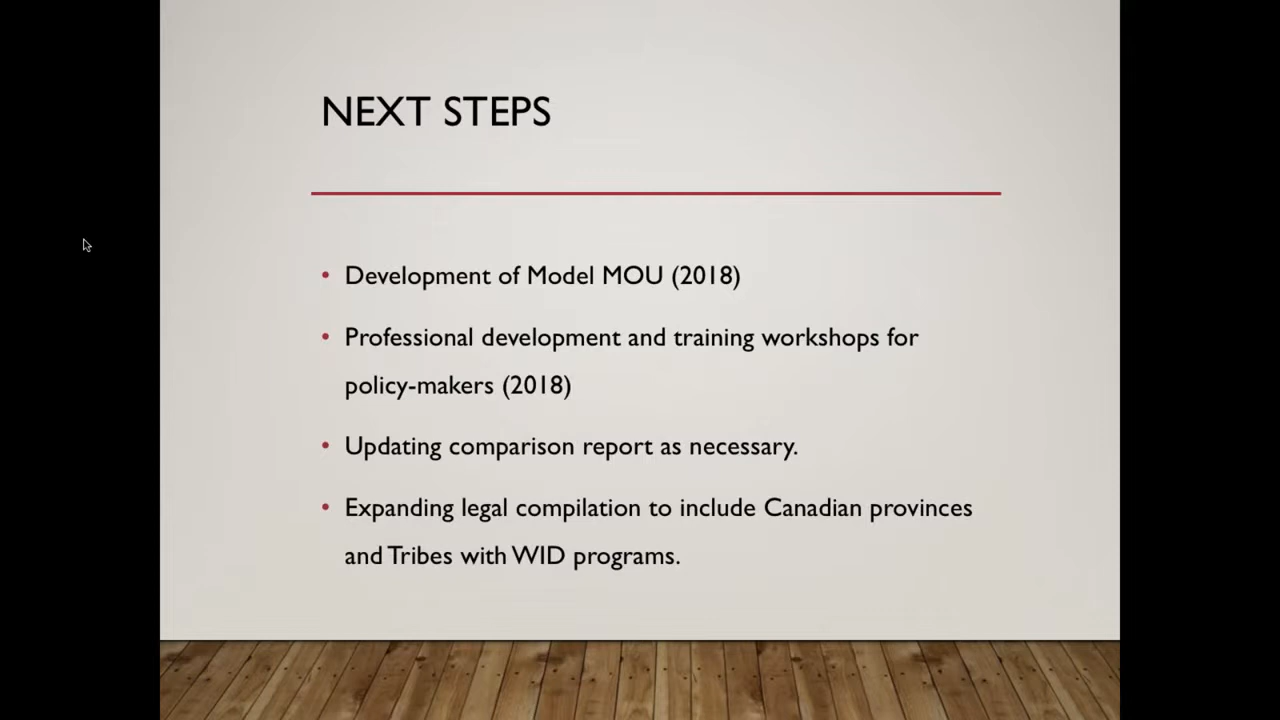 NEXT STEPS
• Development of Model MOU (2018)
• Professional development and training workshops for
policy-makers (2018)
• Updating comparison report as necessary.
• Expanding legal compilation to include Canadian provinces
and Tribes with WID programs.